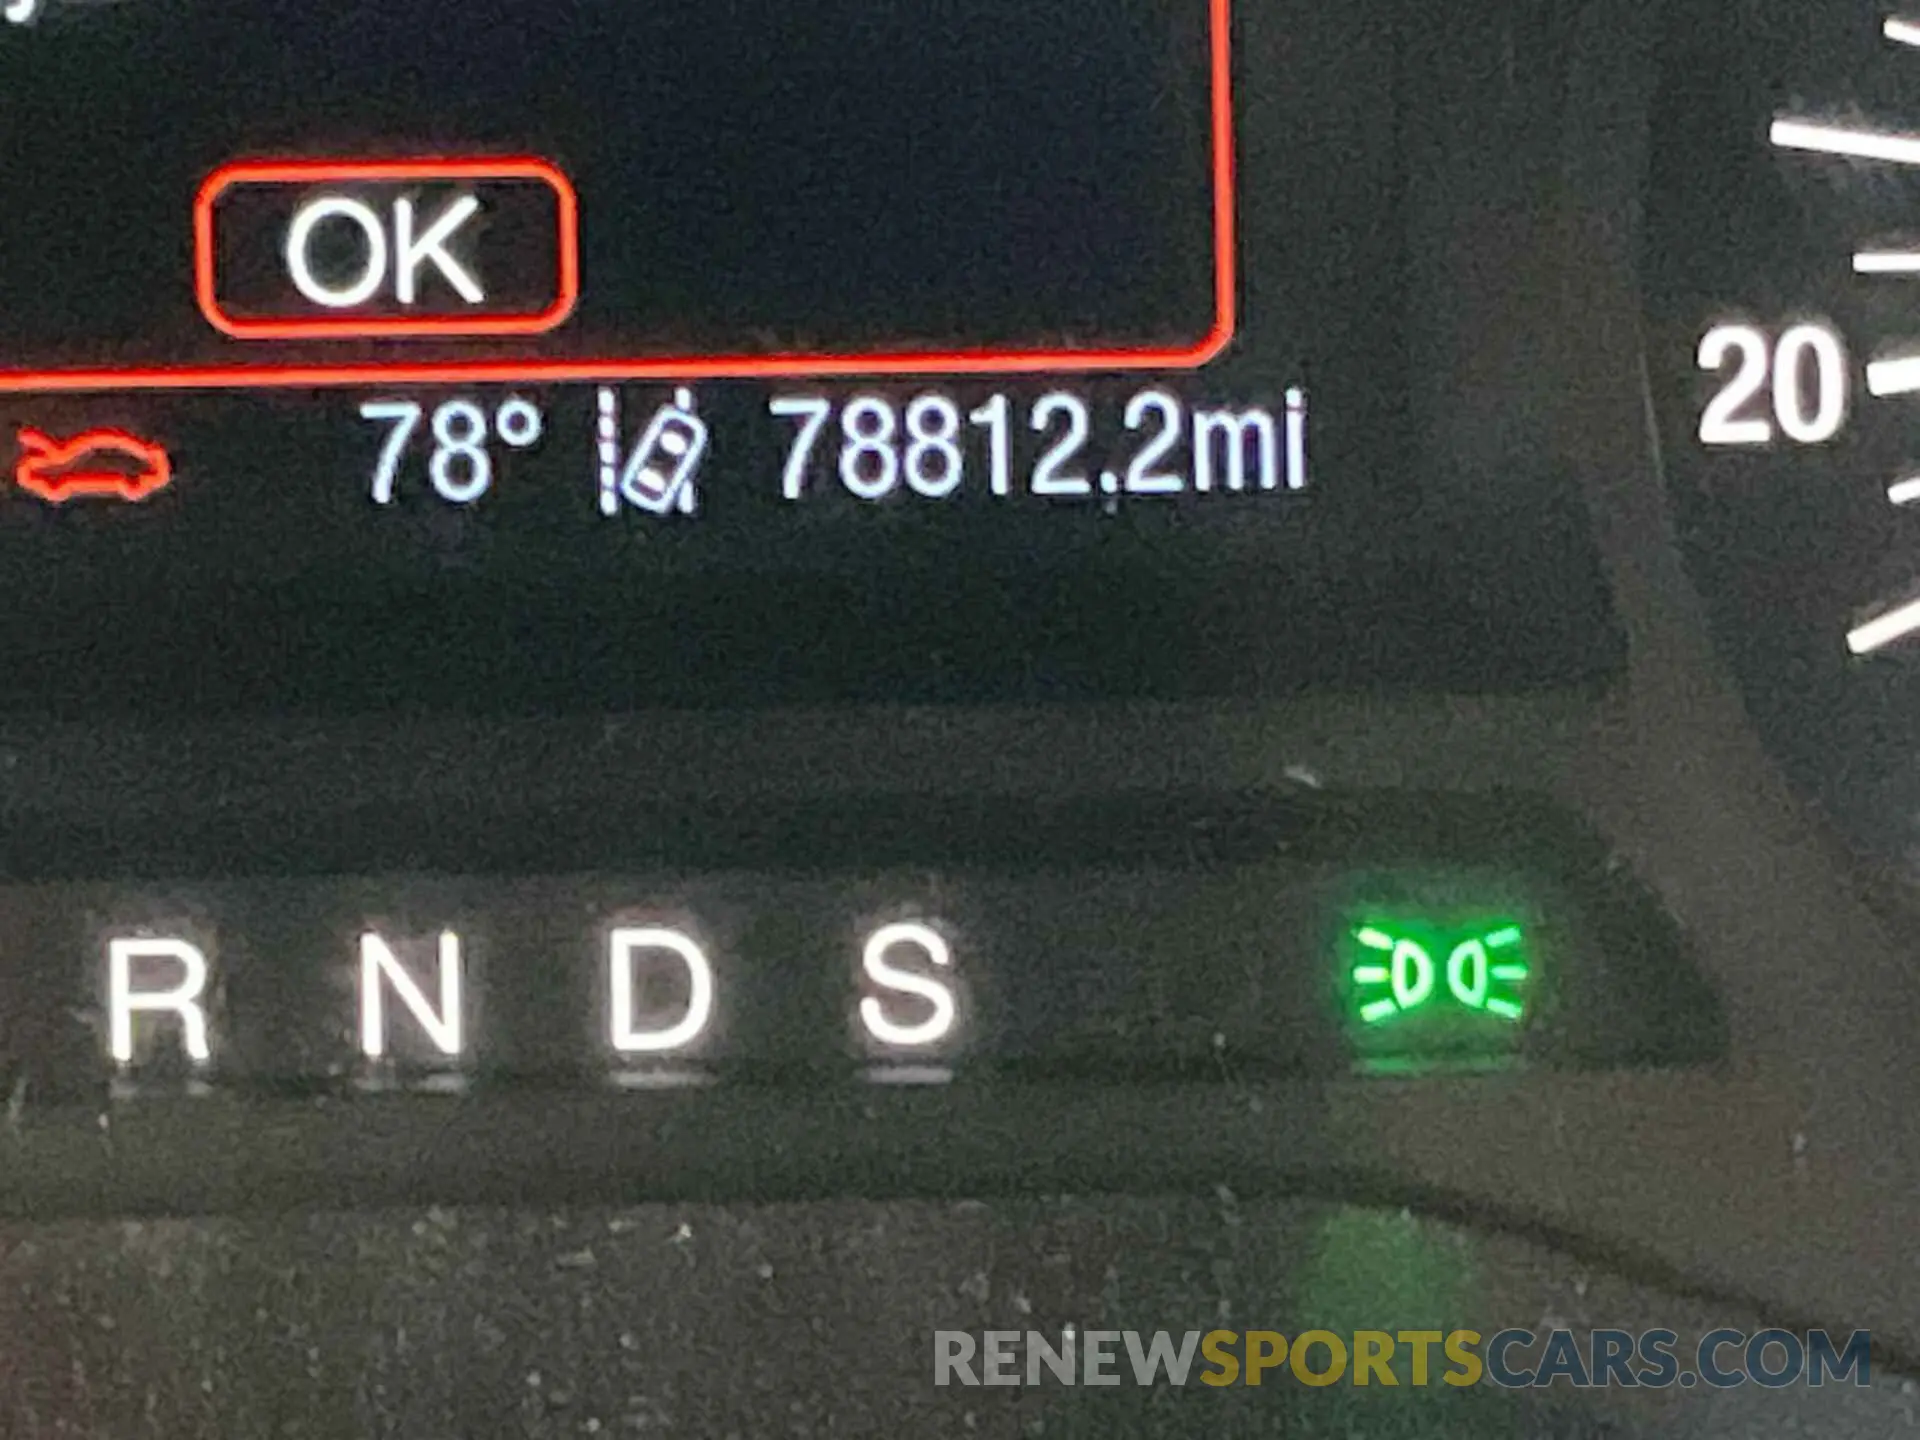 OK
78° 78812.2mi
20
R N D S
RENEWSPORTSCARS.COM